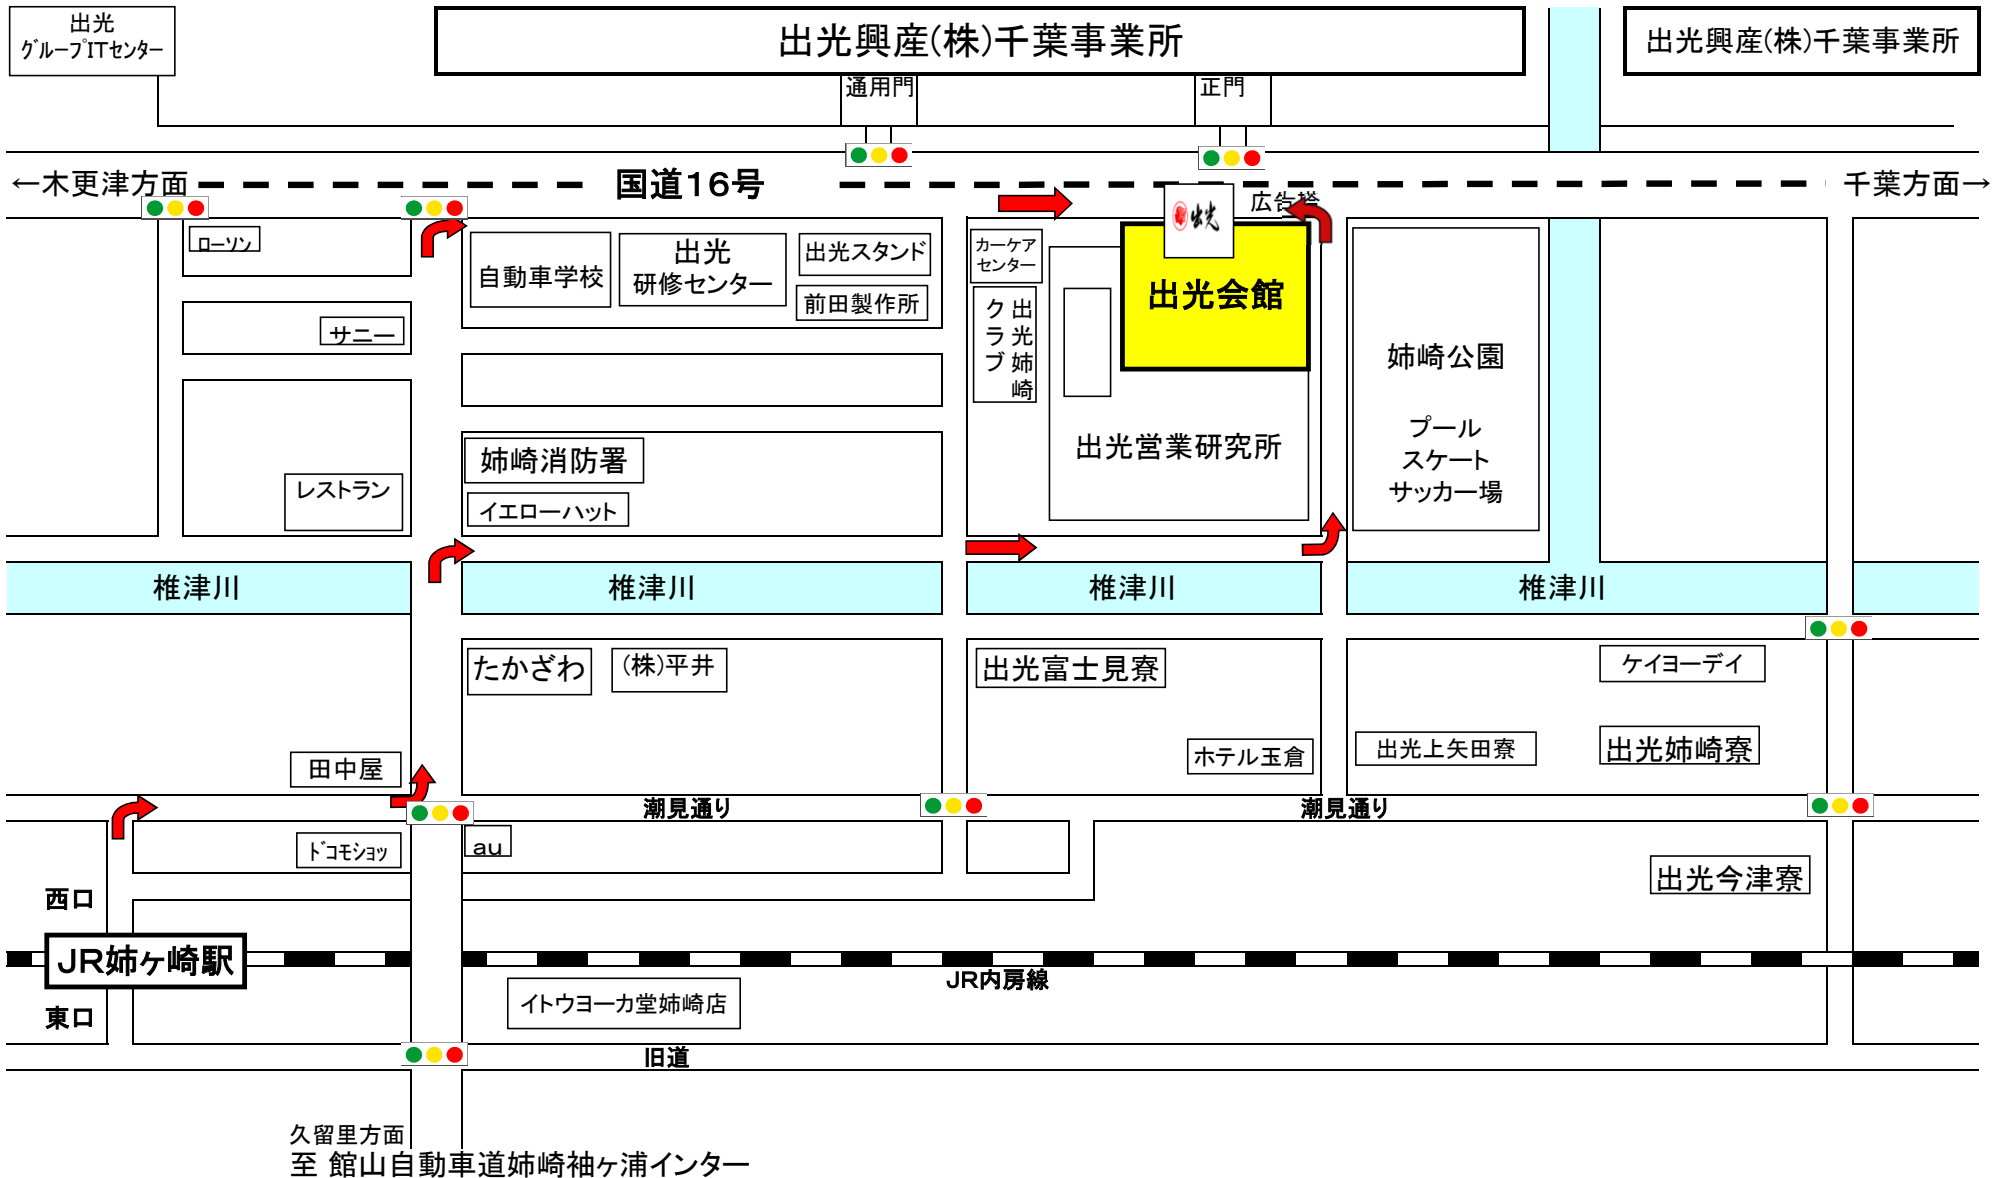 出光
グループITセンター
出光興産(株)千葉事業所
出光興産(株)千葉事業所
通用門
正門
←木更津方面
国道16号
千葉方面→
広告塔
出光
ローソン
自動車学校
出光
研修センター
出光スタンド
前田製作所
カーケア
センター
出光会館
出光姉崎
クラブ
サニー
姉崎公園
プール
スケート
サッカー場
出光営業研究所
姉崎消防署
イエローハット
レストラン
椎津川
椎津川
椎津川
椎津川
たかざわ
(株)平井
出光富士見寮
ケイヨーデイ
田中屋
ホテル玉倉
出光上矢田寮
出光姉崎寮
潮見通り
潮見通り
ドコモショッ
au
出光今津寮
西口
JR姉ヶ崎駅
JR内房線
東口
イトウヨーカ堂姉崎店
旧道
久留里方面
至 館山自動車道姉崎袖ヶ浦インター